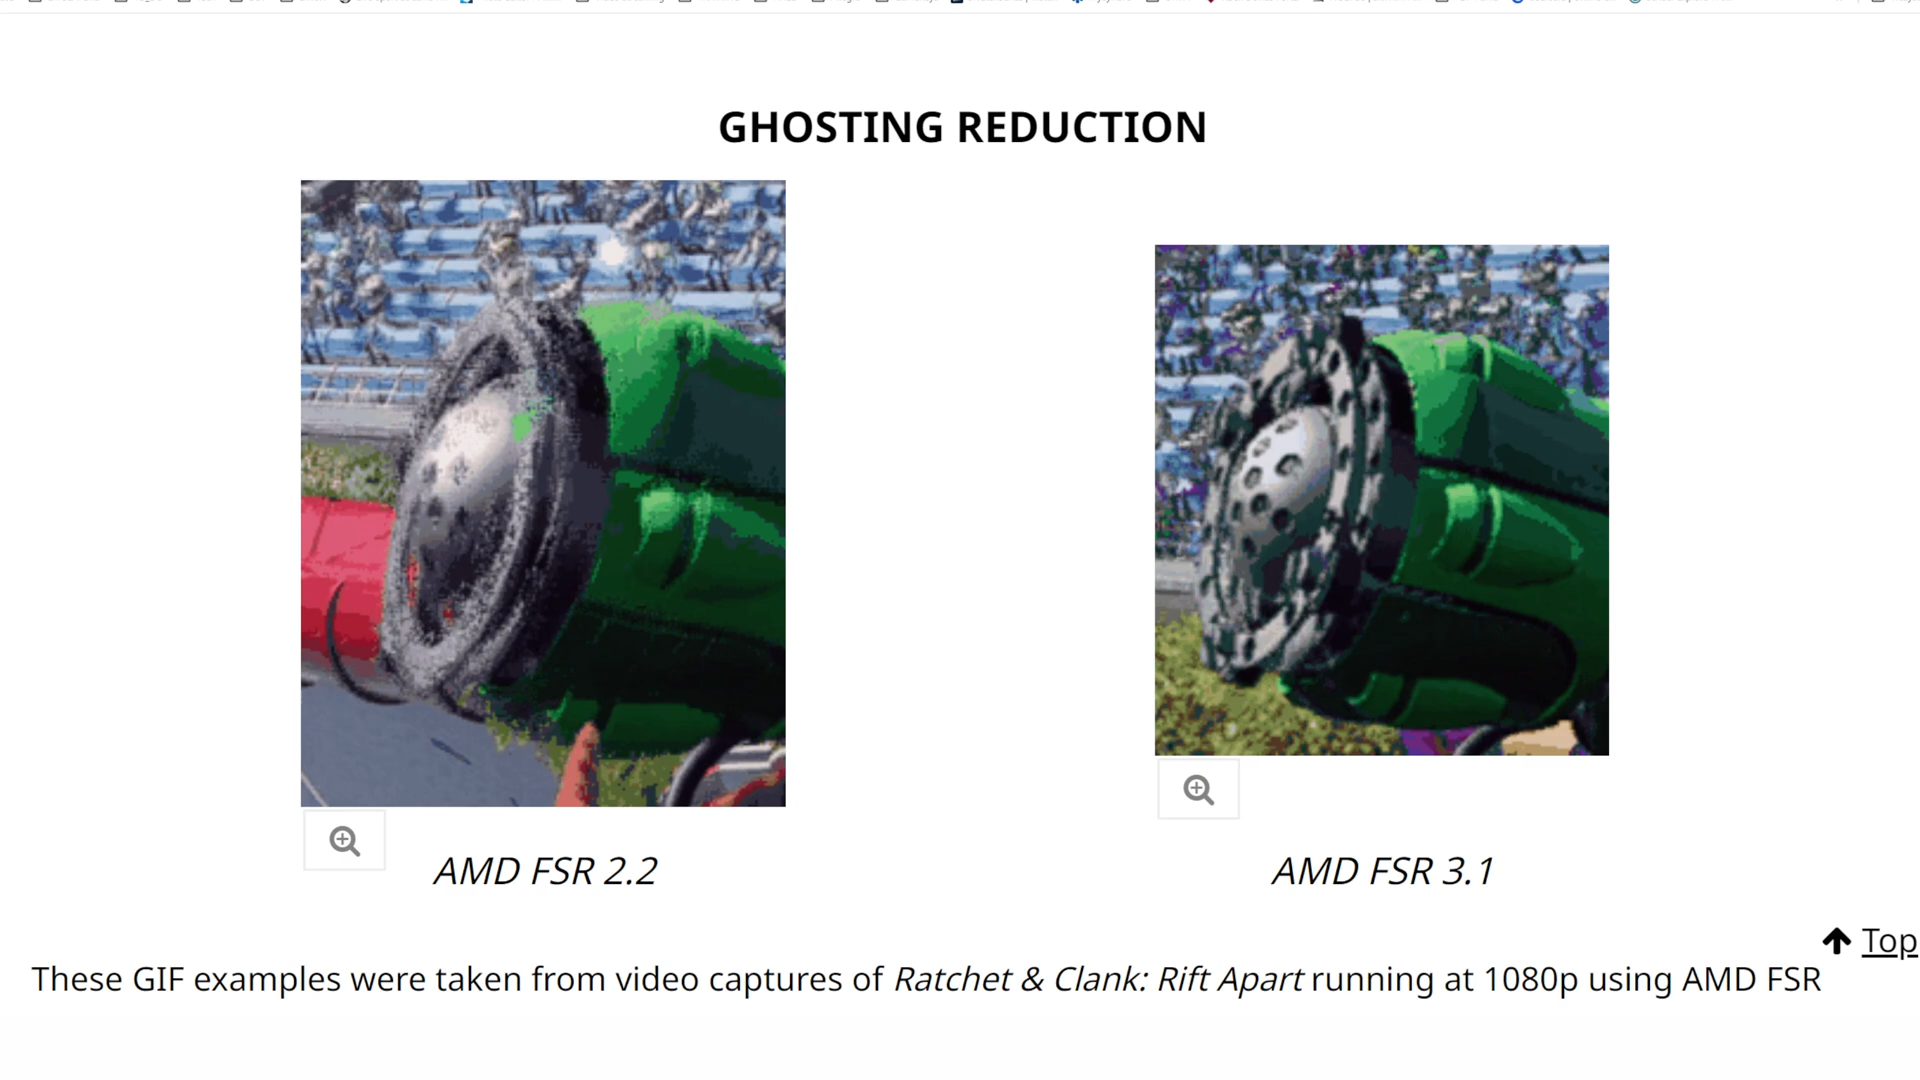 GHOSTING REDUCTION
AMD FSR 2.2
AMD FSR 3.1
Top
These GIF examples were taken from video captures of Ratchet & Clank: Rift Apart running at 1080p using AMD FSR